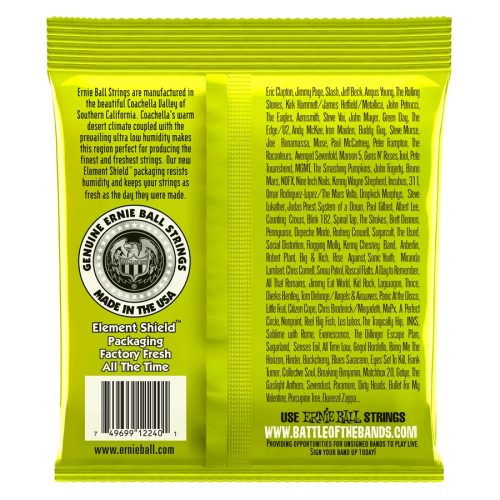 Ernie Ball Strings are manufactured in
the beautiful Coachella Valley of
Southern California. Coachella's warm
desert climate coupled with the
prevailing ultra low humidity makes
this region perfect for producing the
finest and freshest strings. Our new
Element Shield™ packaging resists
humidity and keeps your strings as
fresh as the day they were made.
GENUINE ERNIE BALL STRINGS
MADE IN THE USA
Element Shield™
Packaging
Factory Fresh
All The Time
7 49699 12240 1
www.ernieball.com
Eric Clapton, Jimmy Page, Slash, Jeff Beck, Angus Young, The Rolling
Stones, Kirk Hammett/James Hetfield/Metallica, John Petrucci,
The Eagles, Aerosmith, Steve Vai, John Mayer, Green Day, The
Edge/U2, Andy McKee, Iron Maiden, Buddy Guy, Steve Morse,
Joe Bonamassa, Muse, Paul McCartney, Peter Frampton, The
Raconteurs, Avenged Sevenfold, Maroon 5, Guns N' Roses, Tool, Pete
Townshend, MGMT, The Smashing Pumpkins, John Fogerty, Bruno
Mars, NOFX, Nine Inch Nails, Kenny Wayne Shepherd, Incubus, 311,
Omar Rodriguez-Lopez/The Mars Volta, Dropkick Murphys, Steve
Lukather, Judas Priest, System of a Down, Paul Gilbert, Albert Lee,
Counting Crows, Blink 182, Spinal Tap, The Strokes, Brett Dennen,
Pennywise, Depeche Mode, Rodney Crowell, Sugarcult, The Used,
Social Distortion, Flogging Molly, Kenny Chesney Band, Anberlin,
Robert Plant, Big & Rich, Rise Against, Sonic Youth, Miranda
Lambert, Chris Cornell, Snow Patrol, Rascal Flatts, A Day to Remember,
All That Remains, Jimmy Eat World, Kid Rock, Lagwagon, Thrice,
Dierks Bentley, Tom Delonge/Angels & Airwaves, Panic At The Disco,
Little Feat, Citizen Cope, Chris Broderick/Megadeth, MxPx, A Perfect
Circle, Nonpoint, Reel Big Fish, Los Lobos, The Tragically Hip, INXS,
Sublime with Rome, Evanescence, The Dillinger Escape Plan,
Sugarland, Senses Fail, All Time Low, Gogol Bordello, Bring Me The
Horizon, Hinder, Buckcherry, Blues Saraceno, Eyes Set To Kill, Frank
Turner, Collective Soul, Breaking Benjamin, Matchbox 20, Gotye, The
Gaslight Anthem, Sevendust, Paramore, Dirty Heads, Bullet For My
Valentine, Porcupine Tree, Dweezil Zappa...
USE ERNIE BALL STRINGS
WWW.BATTLEOFTHEBANDS.COM
PROVIDING OPPORTUNITIES FOR UNSIGNED BANDS TO PLAY LIVE.
SIGN YOUR BAND UP TODAY!